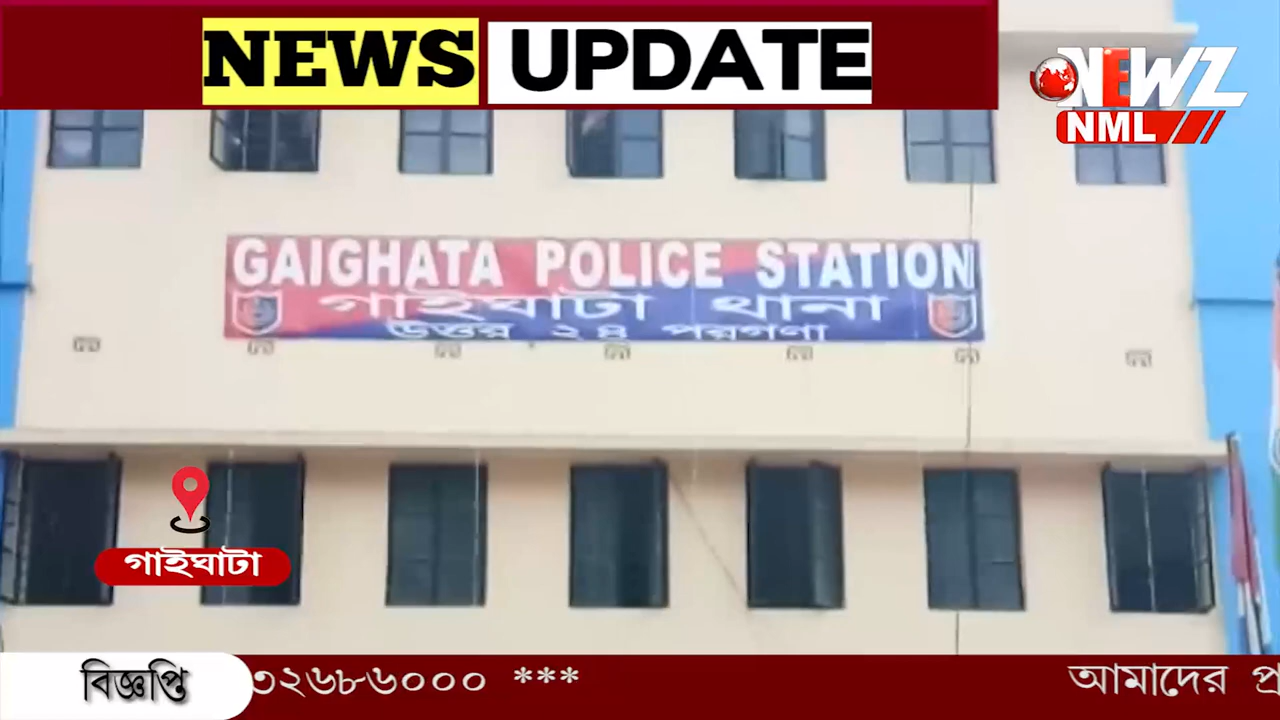 NEWS UPDATE
NEWZ
NML
GAIGHATA POLICE STATION
গাইঘাটা থানা
উত্তর ২৪ পরগণা
গাইঘাটা
বিজ্ঞপ্তি
৩২৬৮৬০০০ *** আমাদের